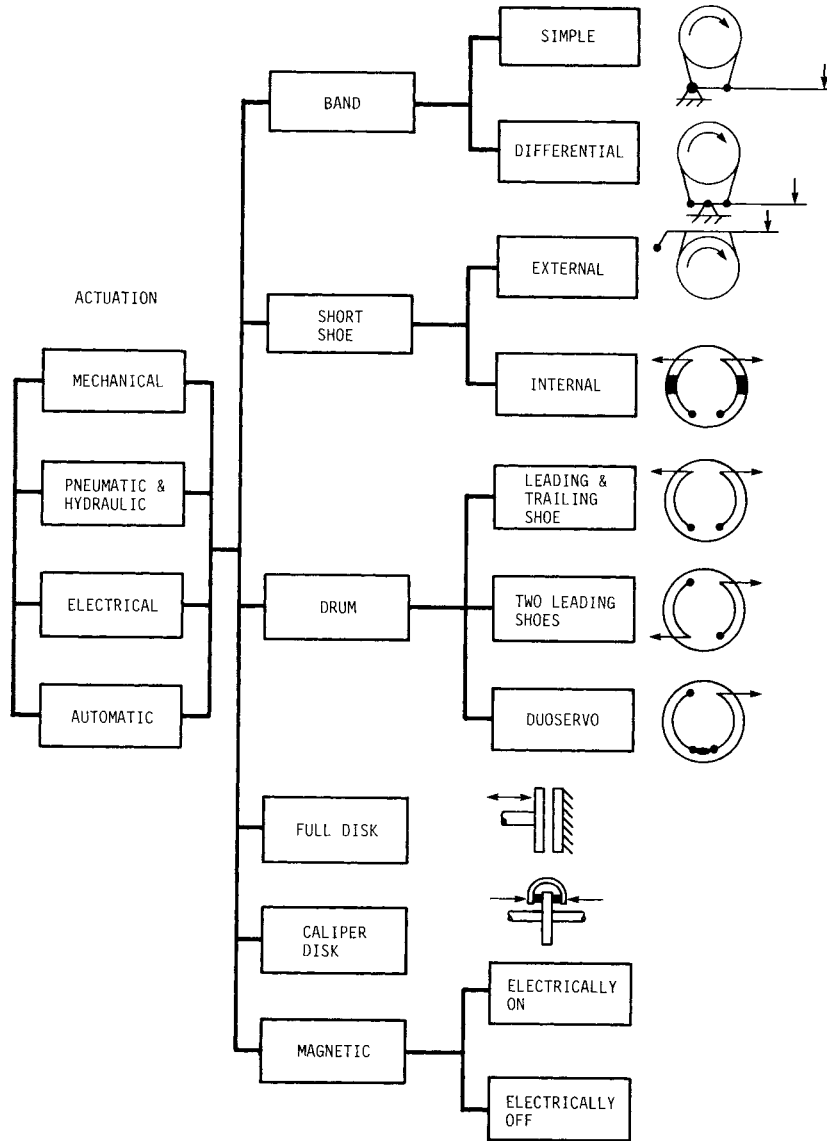 ACTUATION
MECHANICAL
PNEUMATIC &
HYDRAULIC
ELECTRICAL
AUTOMATIC
BAND
SIMPLE
DIFFERENTIAL
SHORT
SHOE
EXTERNAL
INTERNAL
DRUM
LEADING &
TRAILING
SHOE
TWO LEADING
SHOES
DUOSERVO
FULL DISK
CALIPER
DISK
MAGNETIC
ELECTRICALLY
ON
ELECTRICALLY
OFF